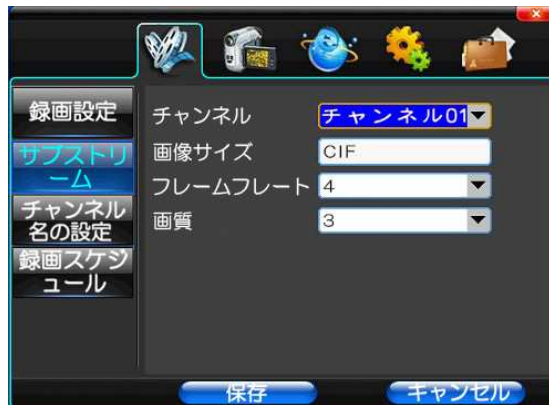 録画設定
サブストリ
ーム
チャンネル
名の設定
録画スケジ
ュール
チャンネル チャンネル01
画像サイズ CIF
フレームフレート 4
画質 3
保存 キャンセル